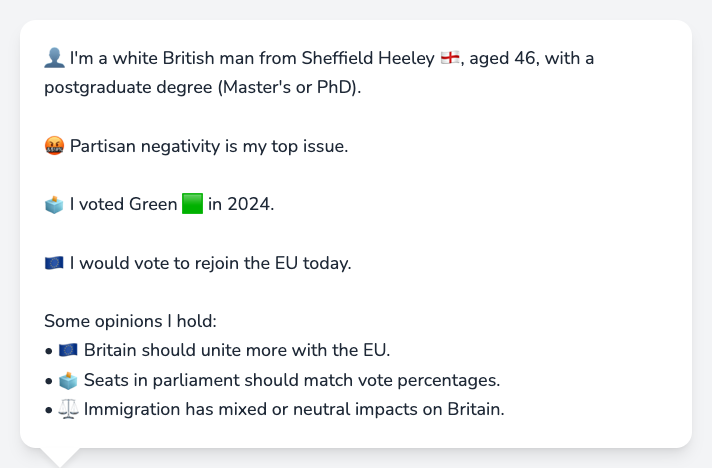 👤 I'm a white British man from Sheffield Heeley 🏴󠁧󠁢󠁥󠁮󠁧󠁿, aged 46, with a
postgraduate degree (Master's or PhD).
🤬 Partisan negativity is my top issue.
🗳️ I voted Green 🟩 in 2024.
🇪🇺 I would vote to rejoin the EU today.
Some opinions I hold:
• 🇪🇺 Britain should unite more with the EU.
• 🗳️ Seats in parliament should match vote percentages.
• ⚖️ Immigration has mixed or neutral impacts on Britain.